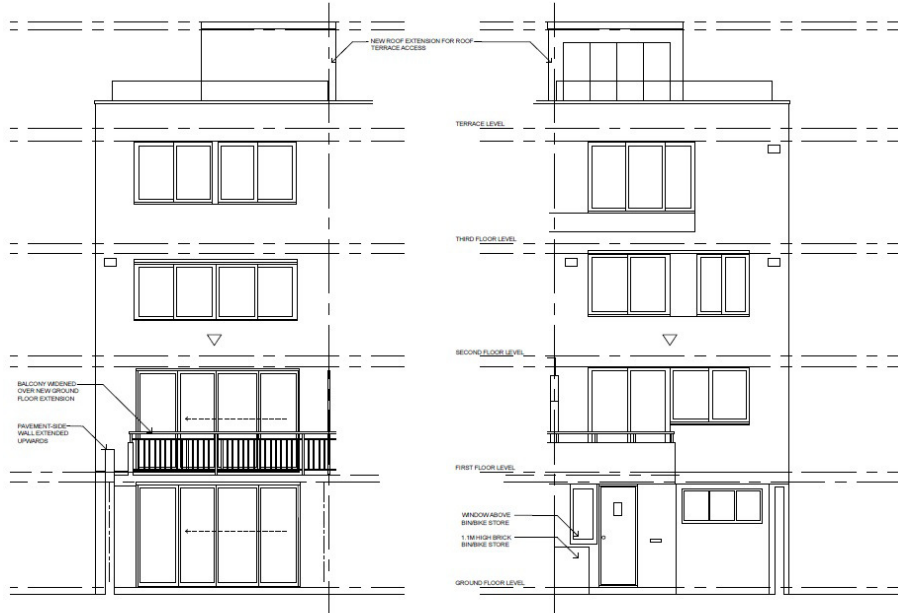 NEW ROOF EXTENSION FOR ROOF
TERRACE ACCESS
TERRACE LEVEL
THIRD FLOOR LEVEL
SECOND FLOOR LEVEL
BALCONY WIDENED
OVER NEW GROUND
FLOOR EXTENSION
PAVEMENT-SIDE
WALL EXTENDED
UPWARDS
FIRST FLOOR LEVEL
WINDOW ABOVE
BIN/BIKE STORE
1.1M HIGH BRICK
BIN/BIKE STORE
GROUND FLOOR LEVEL